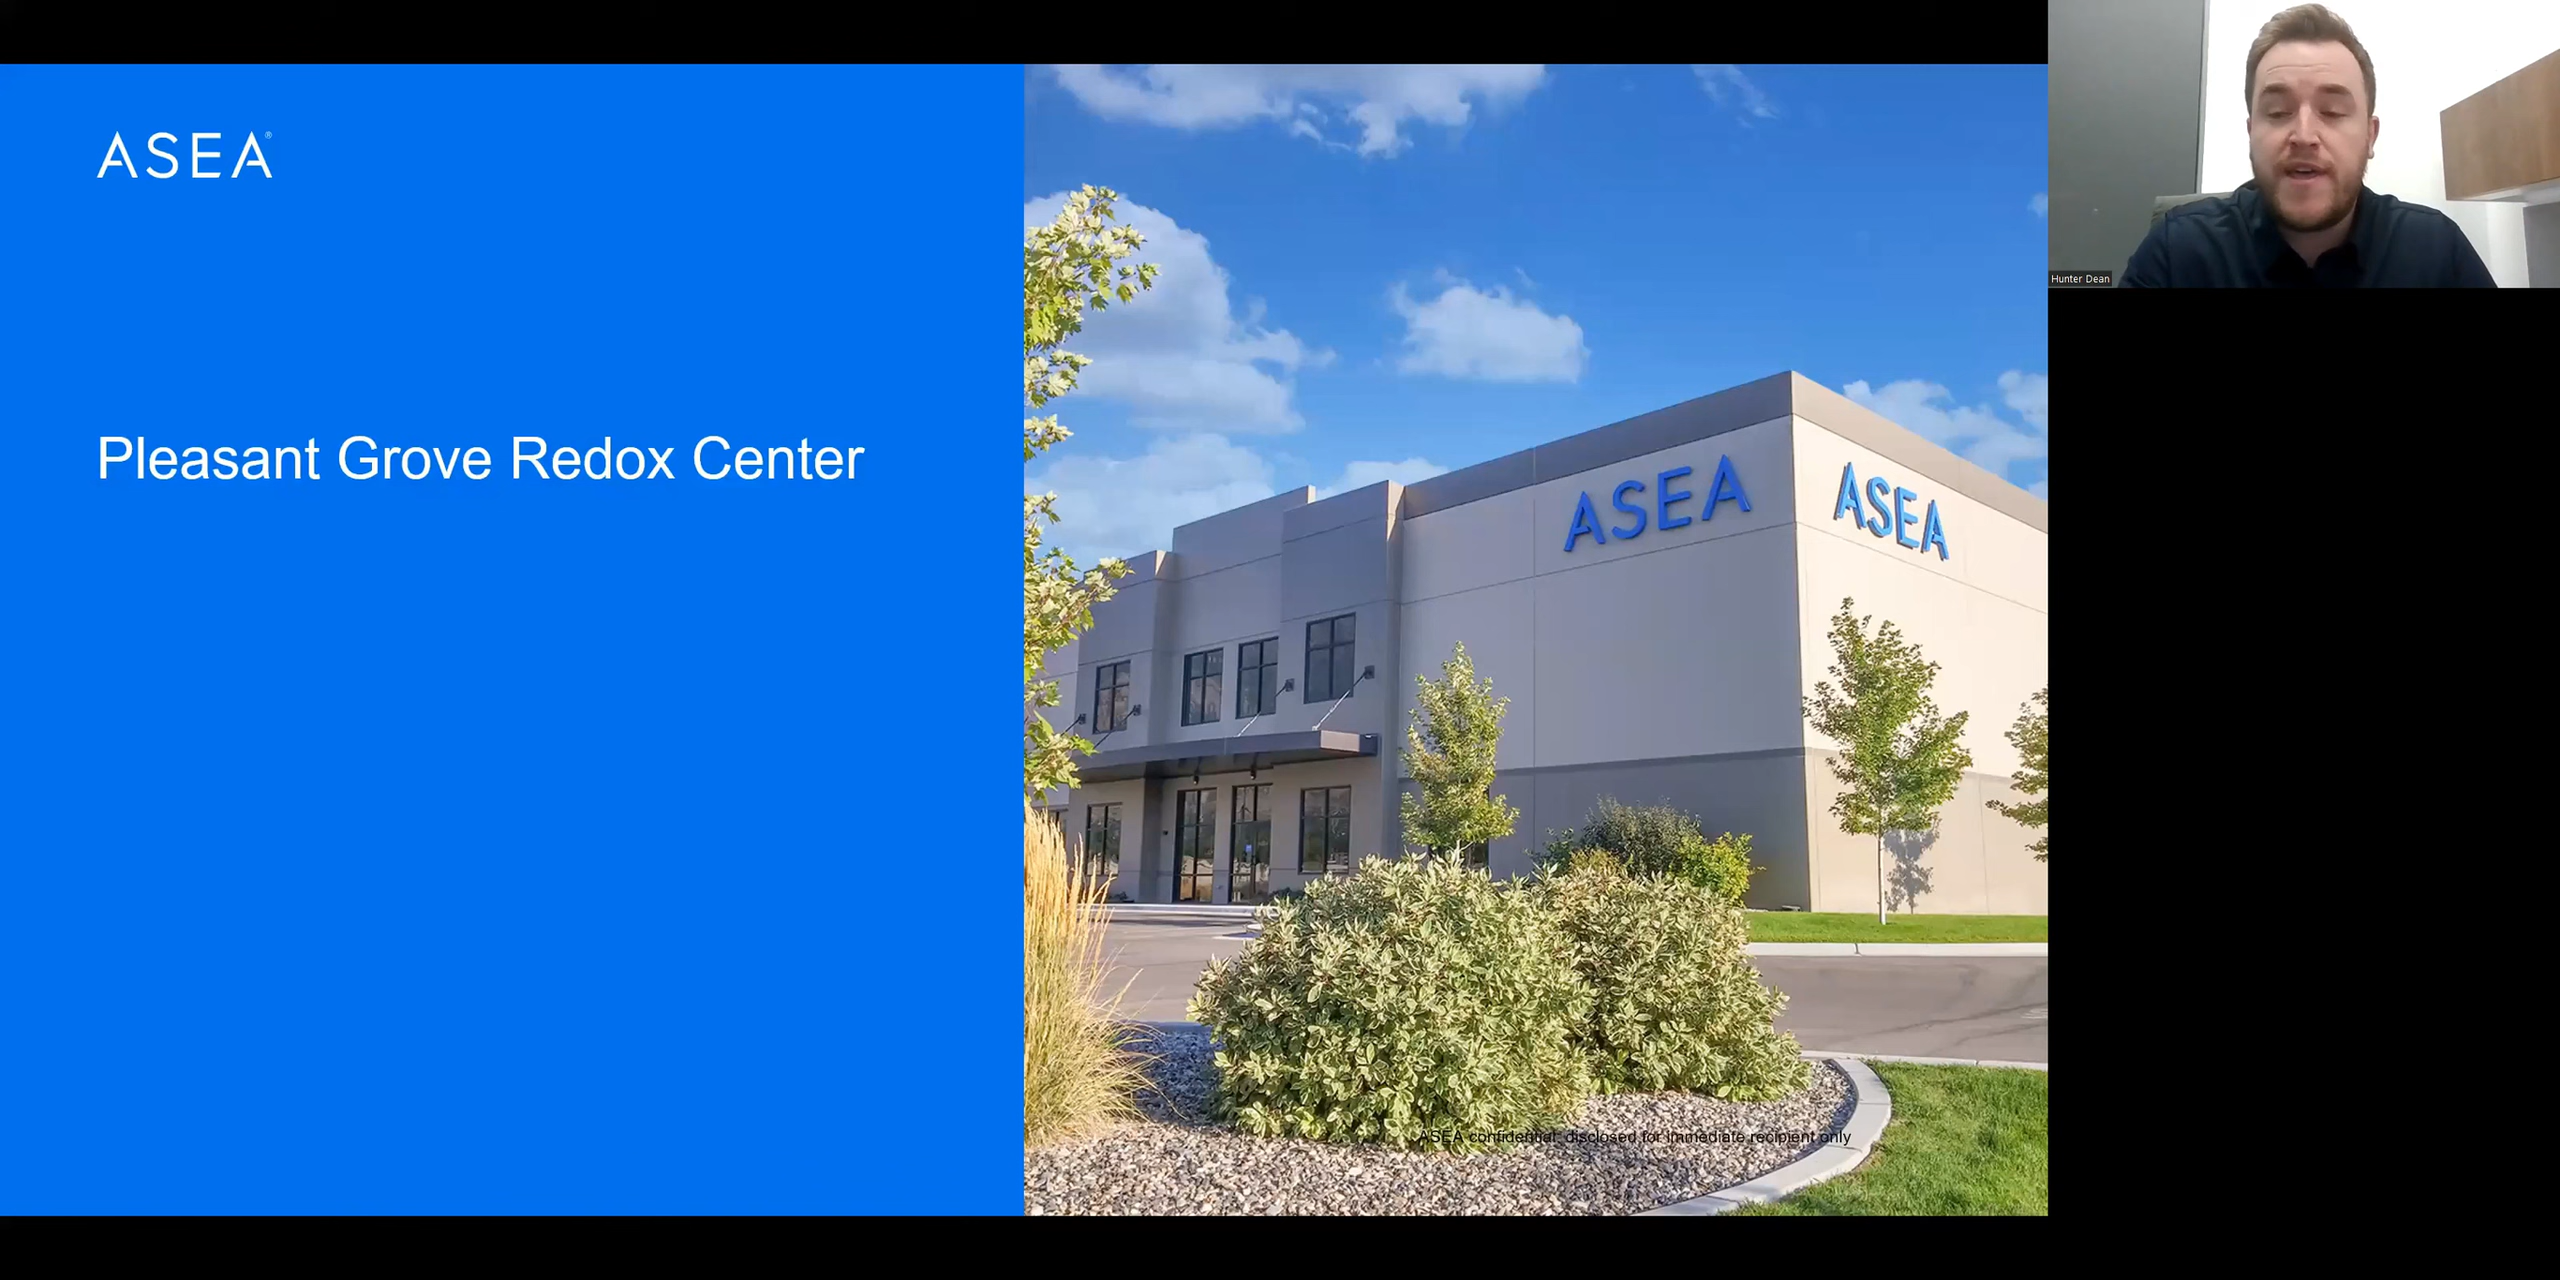 ASEA®
Pleasant Grove Redox Center
ASEA
ASEA
ASEA confidential, disclosed for immediate recipient only
Hunter Dean